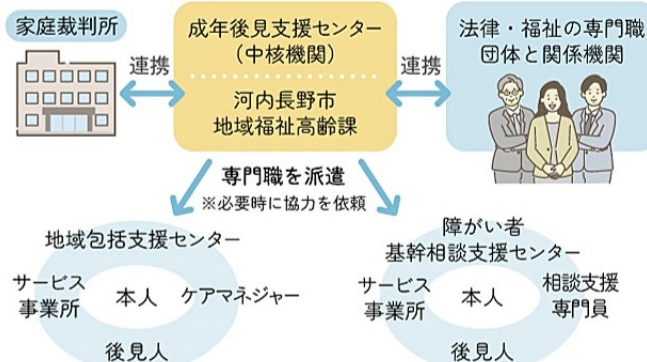 家庭裁判所
連携
成年後見支援センター
（中核機関）
河内長野市
地域福祉高齢課
連携
法律・福祉の専門職
団体と関係機関
専門職を派遣
※必要時に協力を依頼
地域包括支援センター
サービス
事業所
本人
ケアマネジャー
後見人
障がい者
基幹相談支援センター
サービス
事業所
本人
相談支援
専門員
後見人